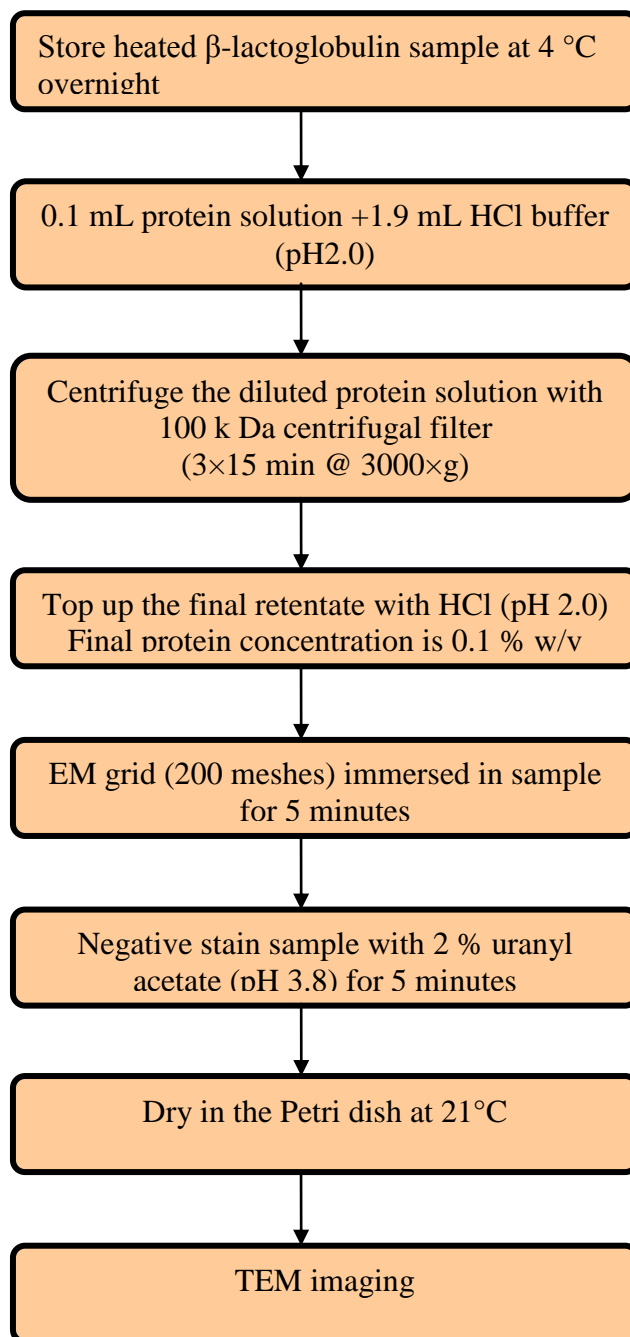 Store heated β-lactoglobulin sample at 4 °C
overnight
0.1 mL protein solution +1.9 mL HCl buffer
(pH2.0)
Centrifuge the diluted protein solution with
100 k Da centrifugal filter
(3×15 min @ 3000×g)
Top up the final retentate with HCl (pH 2.0)
Final protein concentration is 0.1 % w/v
EM grid (200 meshes) immersed in sample
for 5 minutes
Negative stain sample with 2 % uranyl
acetate (pH 3.8) for 5 minutes
Dry in the Petri dish at 21°C
TEM imaging